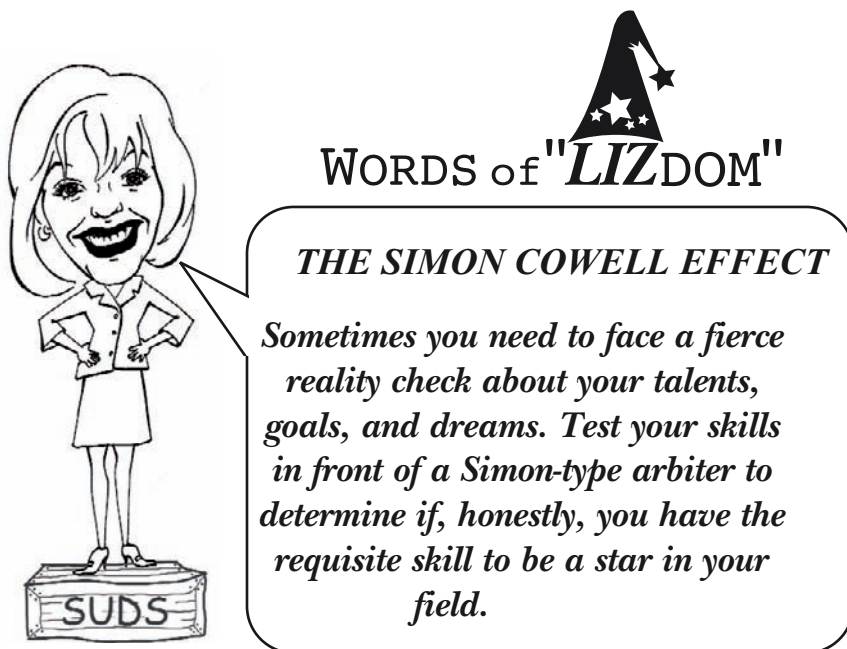 WORDS of "LIZDOM"
THE SIMON COWELL EFFECT
Sometimes you need to face a fierce
reality check about your talents,
goals, and dreams. Test your skills
in front of a Simon-type arbiter to
determine if, honestly, you have the
requisite skill to be a star in your
field.
SUDS